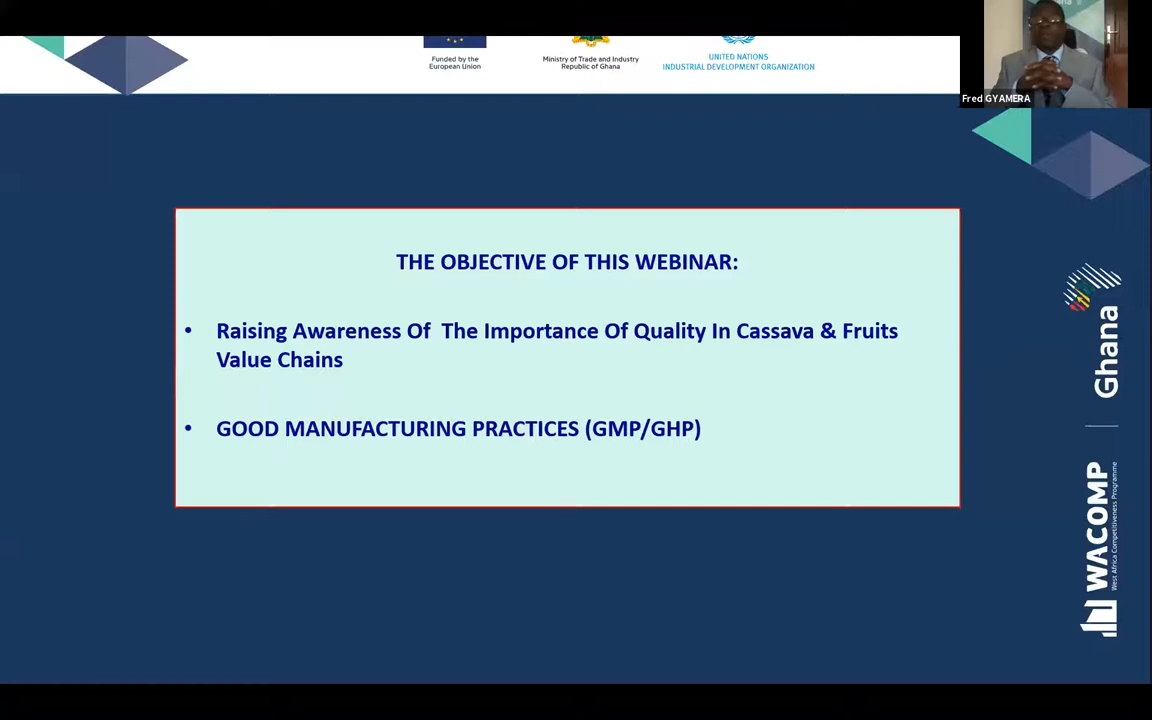 Funded by the
European Union
Ministry of Trade and Industry
Republic of Ghana
UNITED NATIONS
INDUSTRIAL DEVELOPMENT ORGANIZATION
Fred GYAMERA
THE OBJECTIVE OF THIS WEBINAR:
• Raising Awareness Of The Importance Of Quality In Cassava & Fruits
Value Chains
• GOOD MANUFACTURING PRACTICES (GMP/GHP)
Ghana
WACOMP
West Africa Competitiveness Programme